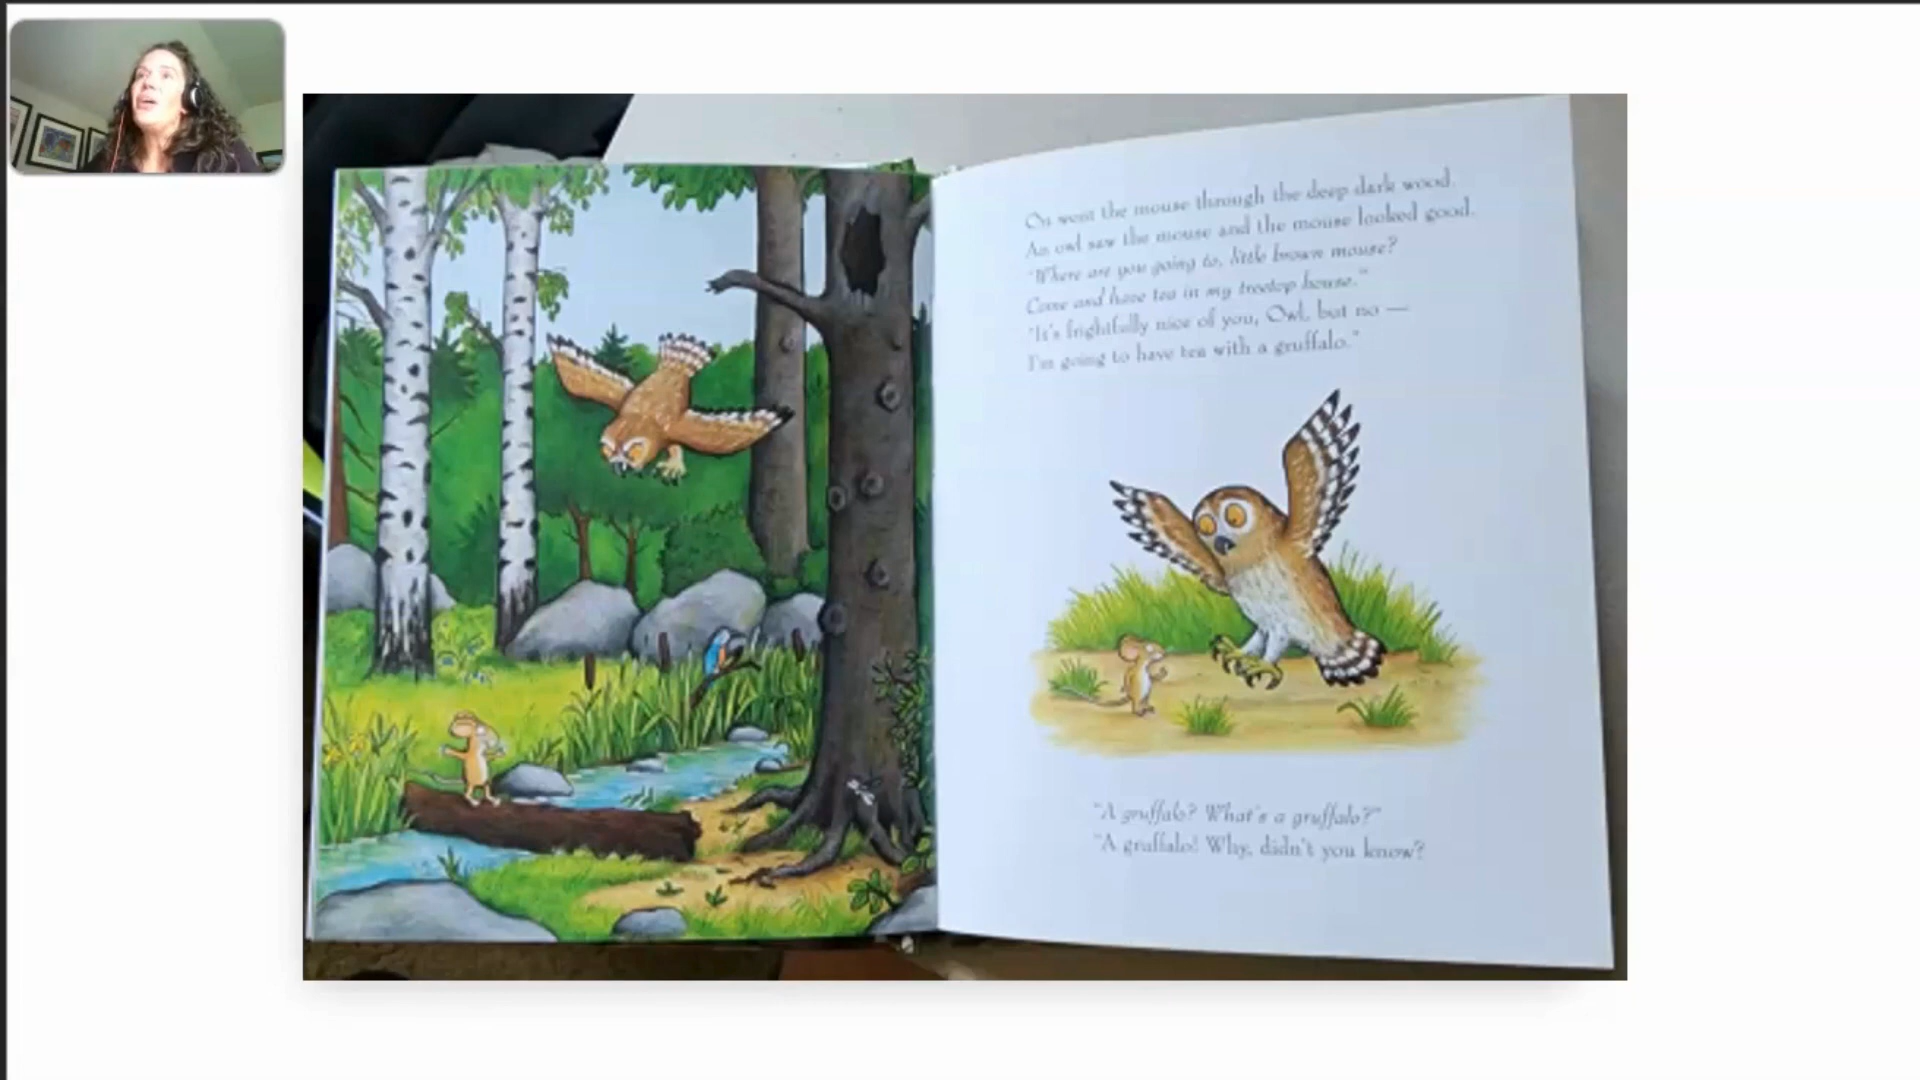 On went the mouse through the deep dark wood.
An owl saw the mouse and the mouse looked good.
"Where are you going to, little brown mouse?
Come and have tea in my treetop house."
"It's frightfully nice of you, Owl, but no —
I'm going to have tea with a gruffalo."
"A gruffalo? What's a gruffalo?"
"A gruffalo! Why, didn't you know?